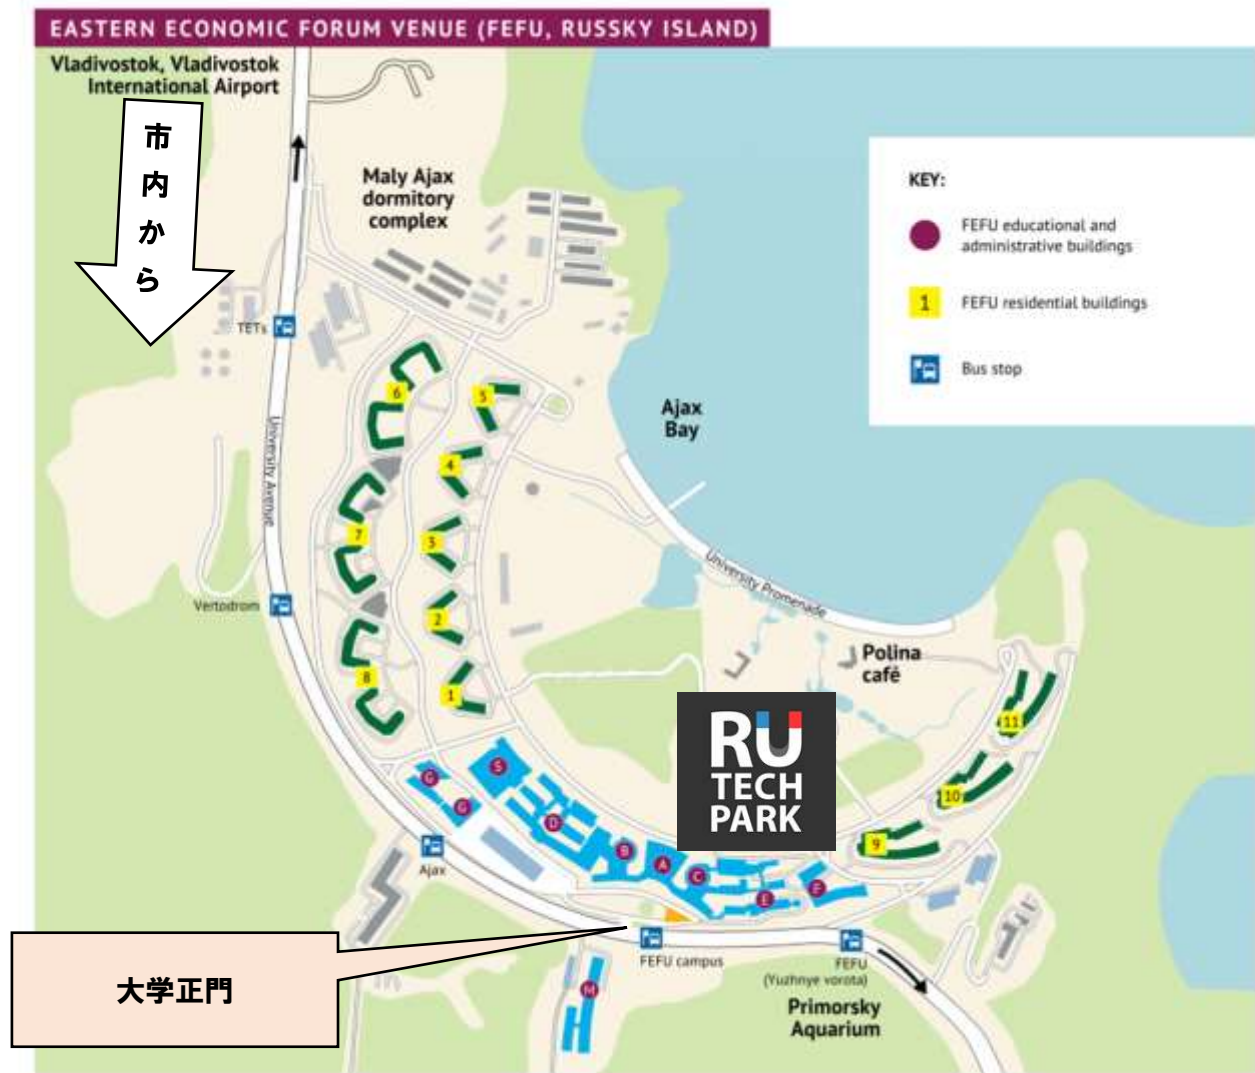 EASTERN ECONOMIC FORUM VENUE (FEFU, RUSSKY ISLAND)
Vladivostok, Vladivostok
International Airport
市内から
Maly Ajax
dormitory
complex
KEY:
FEFU educational and
administrative buildings
1
FEFU residential buildings
Bus stop
TETs
University Avenue
6
5
4
7
3
2
8
1
Ajax
Bay
University Promenade
Vertodrom
Polina
café
11
10
9
RU
TECH
PARK
G
G
S
D
B
A
C
E
F
Ajax
大学正門
FEFU campus
FEFU
(Yuzhnye vorota)
M
Primorsky
Aquarium